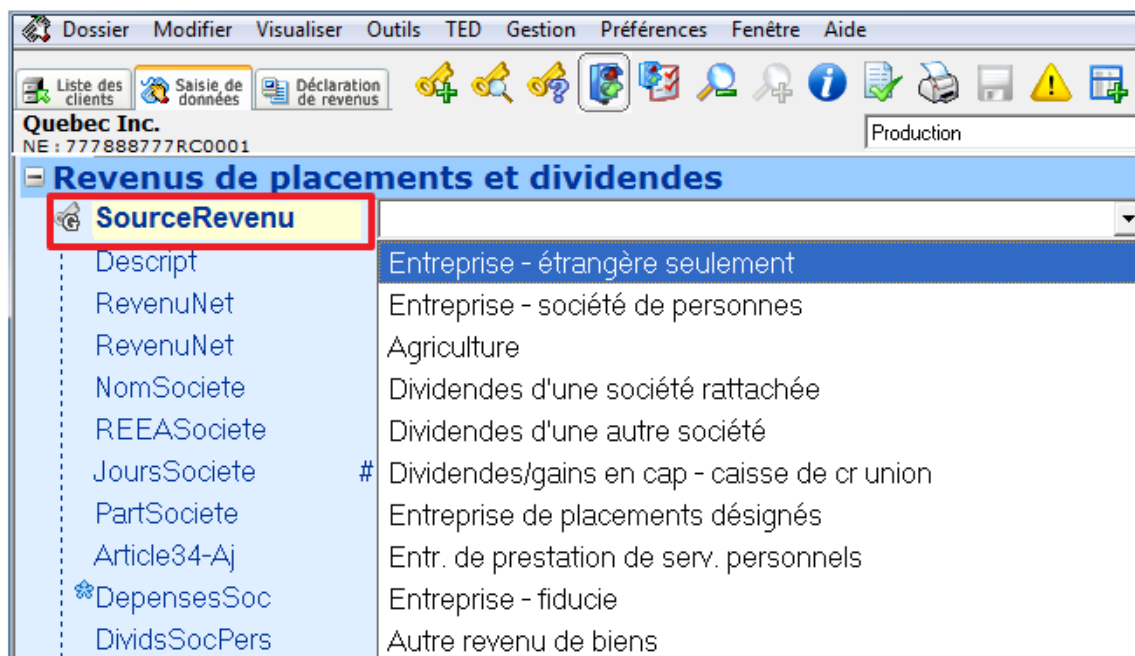 Dossier Modifier Visualiser Outils TED Gestion Préférences Fenêtre Aide
Liste des clients Saisie de données Déclaration de revenus
Quebec Inc.
NE : 777888777RC0001
Production
Revenus de placements et dividendes
SourceRevenu
Descript Entreprise - étrangère seulement
RevenuNet Entreprise - société de personnes
RevenuNet Agriculture
NomSociete Dividendes d'une société rattachée
REEASociete Dividendes d'une autre société
JoursSociete # Dividendes/gains en cap - caisse de cr union
PartSociete Entreprise de placements désignés
Article34-Aj Entr. de prestation de serv. personnels
DepensesSoc Entreprise - fiducie
DividsSocPers Autre revenu de biens